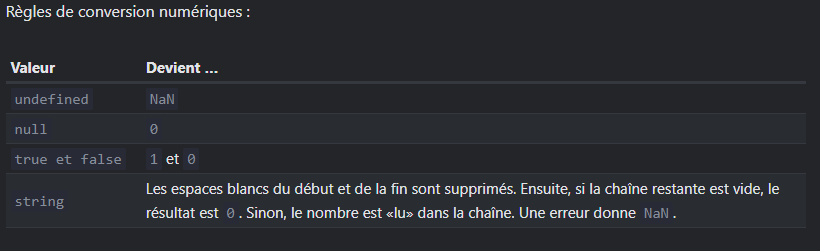 Règles de conversion numériques :
Valeur Devient …
undefined NaN
null 0
true et false 1 et 0
string Les espaces blancs du début et de la fin sont supprimés. Ensuite, si la chaîne restante est vide, le
résultat est 0. Sinon, le nombre est «lu» dans la chaîne. Une erreur donne NaN.